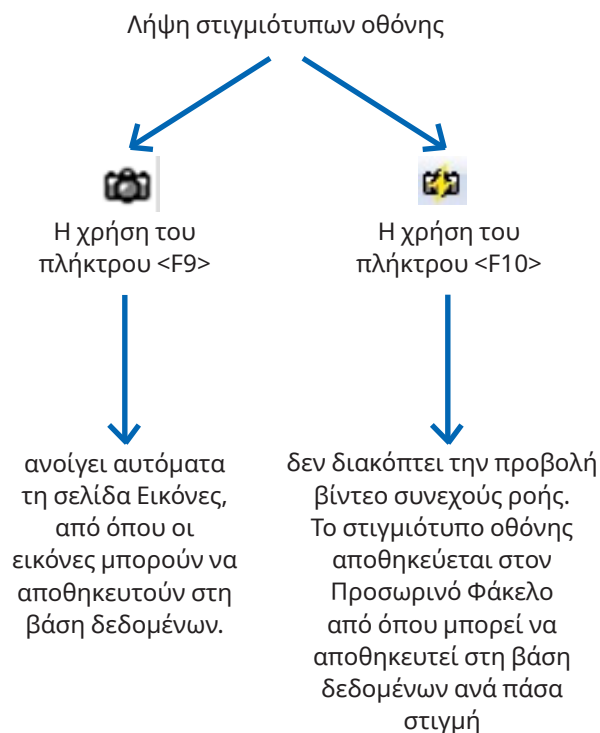 Λήψη στιγμιότυπων οθόνης
Η χρήση του
πλήκτρου <F9>
Η χρήση του
πλήκτρου <F10>
ανοίγει αυτόματα
τη σελίδα Εικόνες,
από όπου οι
εικόνες μπορούν να
αποθηκευτούν στη
βάση δεδομένων.
δεν διακόπτει την προβολή
βίντεο συνεχούς ροής.
Το στιγμιότυπο οθόνης
αποθηκεύεται στον
Προσωρινό Φάκελο
από όπου μπορεί να
αποθηκευτεί στη βάση
δεδομένων ανά πάσα
στιγμή